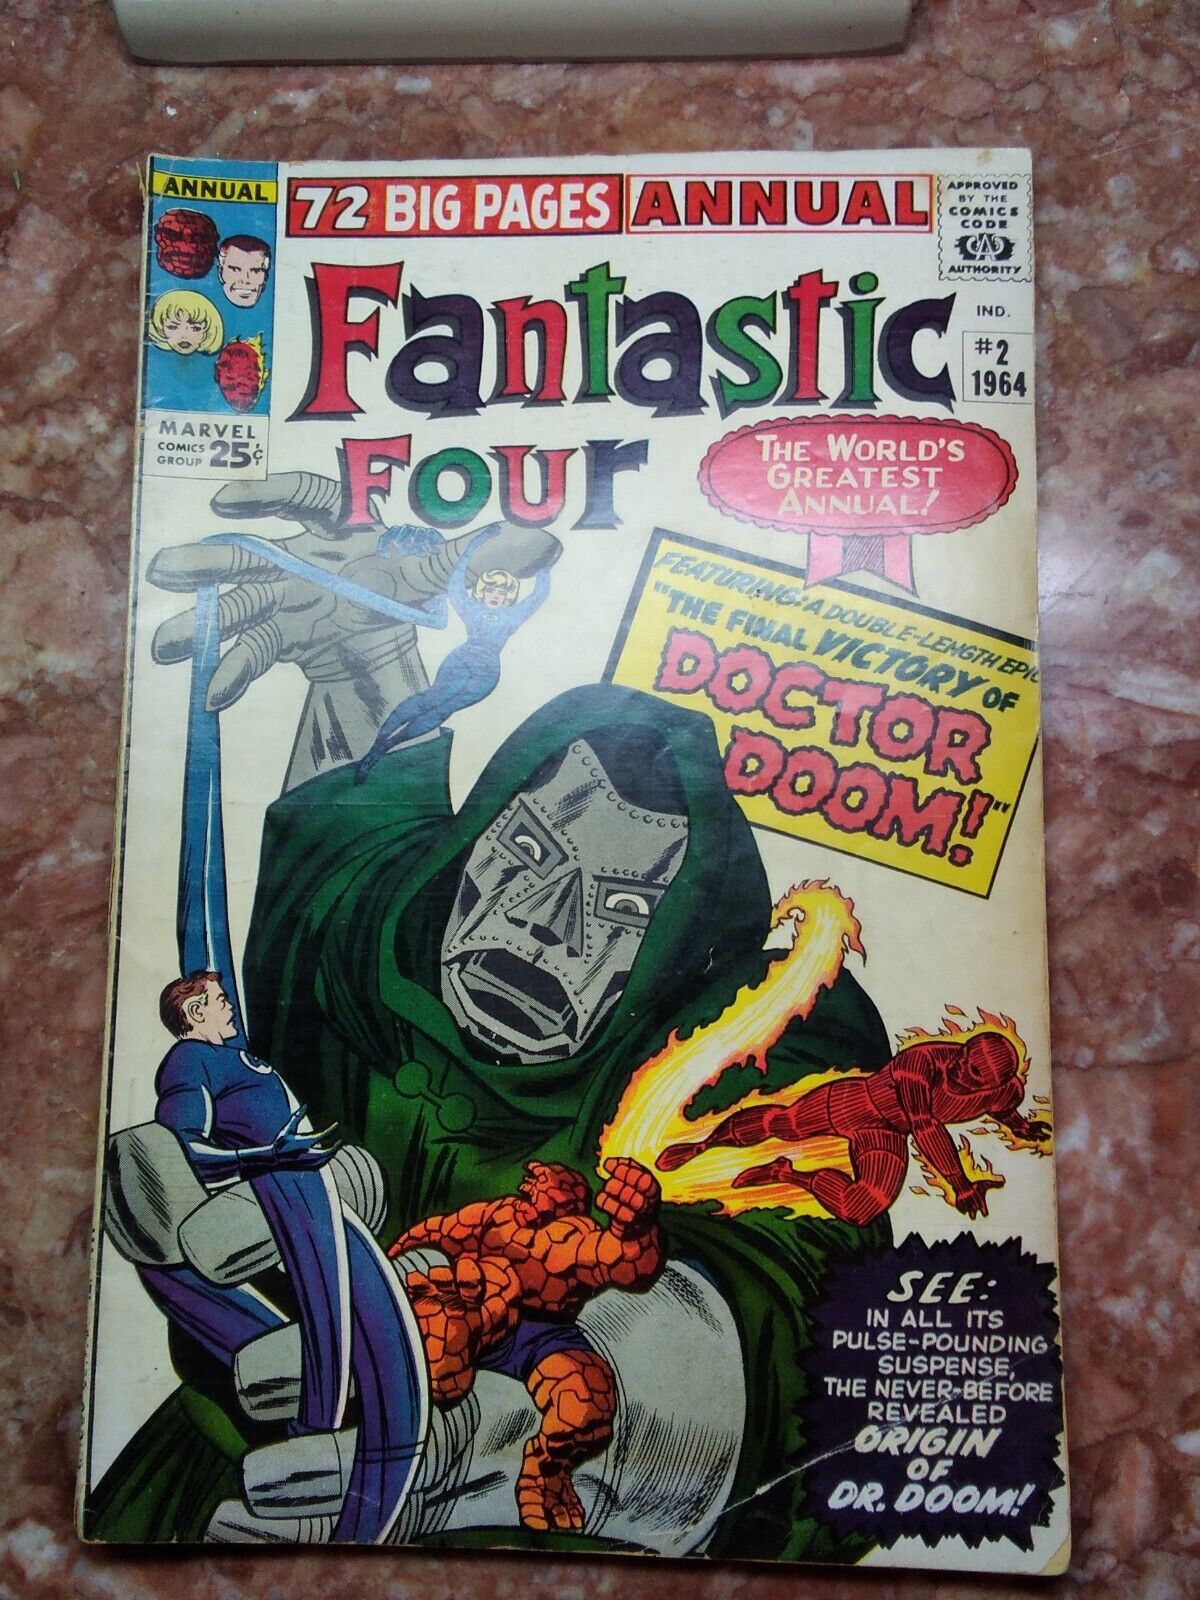 ANNUAL
72 BIG PAGES ANNUAL
APPROVED
BY THE
COMICS
CODE
CA
AUTHORITY
Fantastic
Four
IND.
#2
1964
MARVEL
COMICS
GROUP 25¢
THE WORLD'S
GREATEST
ANNUAL!
FEATURING: A DOUBLE-LENGTH EPIC
"THE FINAL VICTORY OF
DOCTOR
DOOM!"
SEE:
IN ALL ITS
PULSE-POUNDING
SUSPENSE,
THE NEVER-BEFORE
REVEALED
ORIGIN
OF
DR. DOOM!